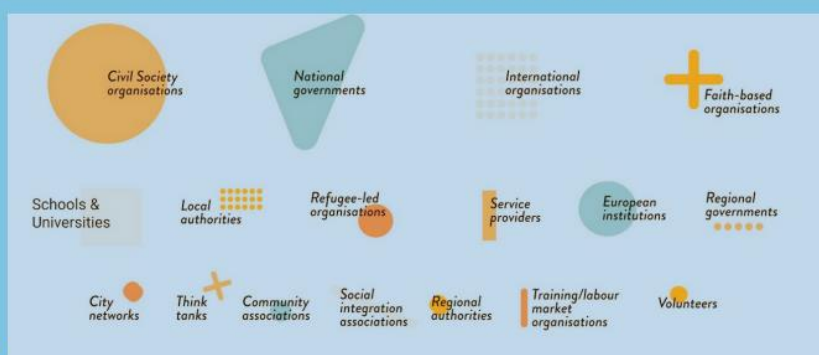 Civil Society
organisations
National
governments
International
organisations
Faith-based
organisations
Schools &
Universities
Local
authorities
Refugee-led
organisations
Service
providers
European
institutions
Regional
governments
City
networks
Think
tanks
Community
associations
Social
integration
associations
Regional
authorities
Training/labour
market
organisations
Volunteers